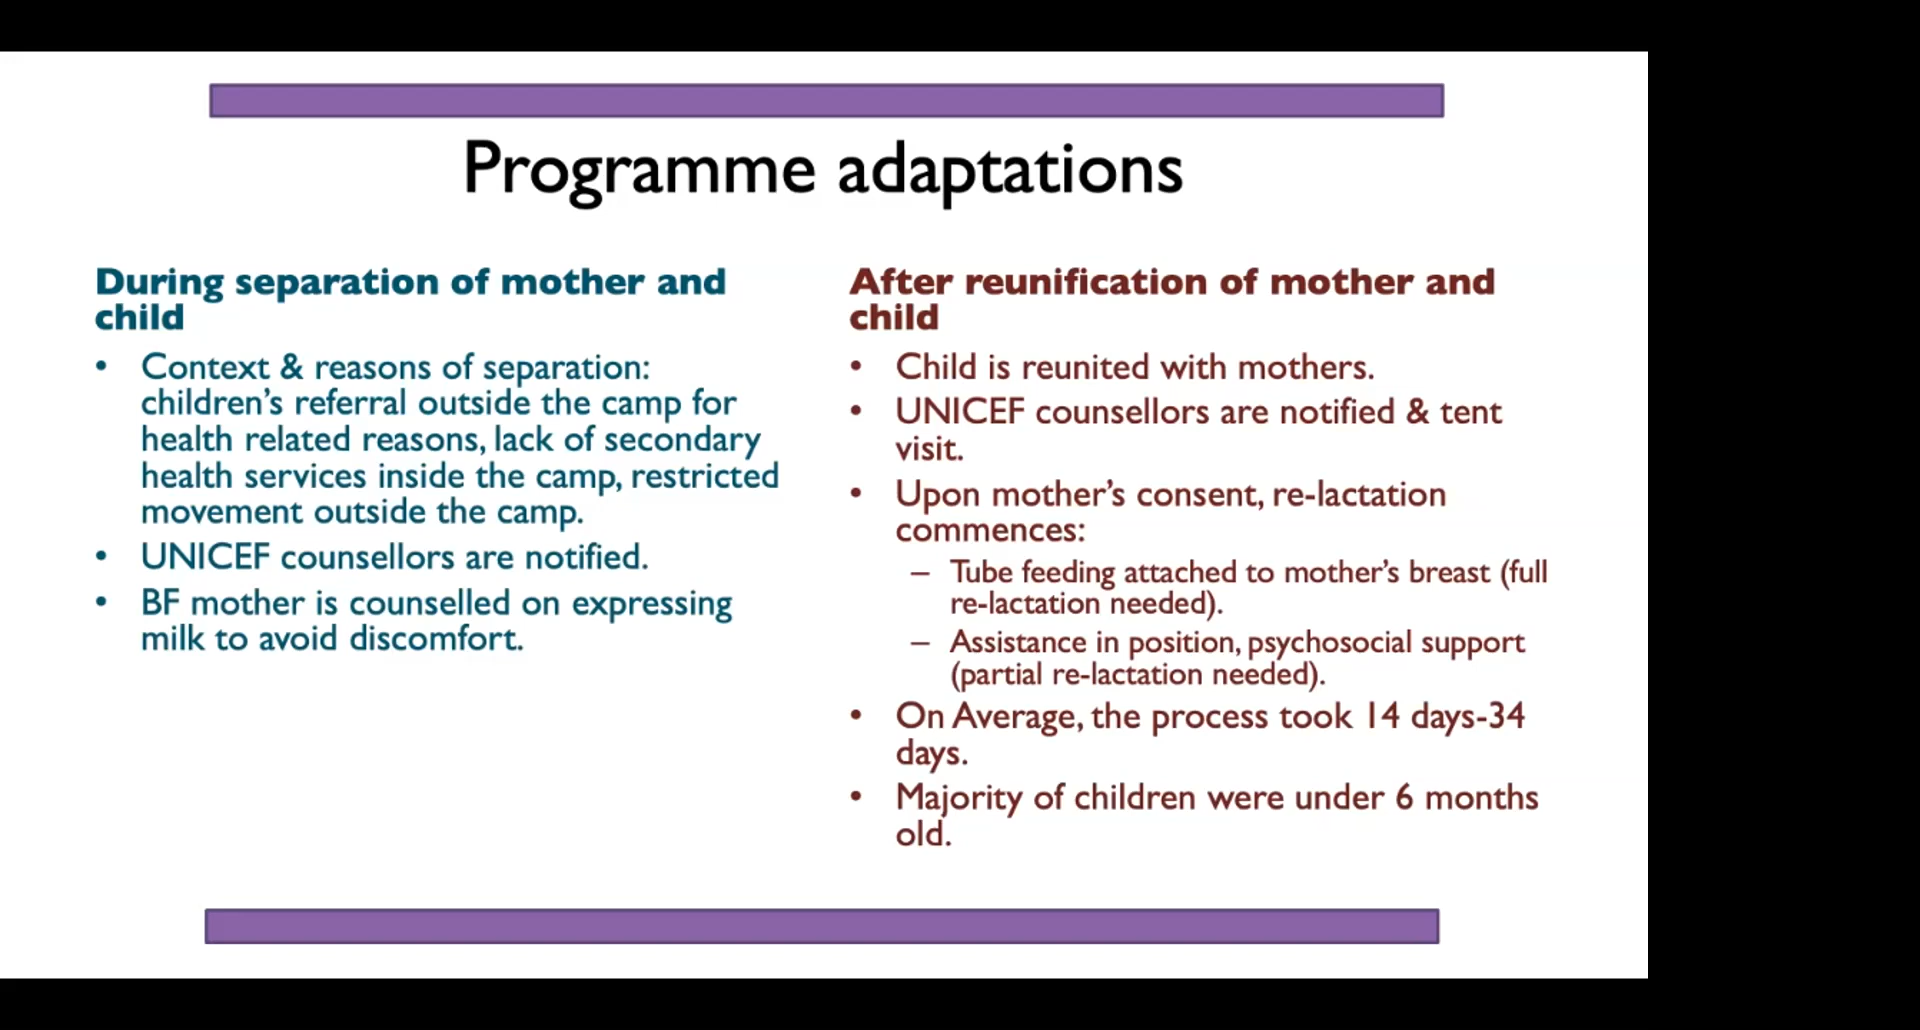 Programme adaptations
During separation of mother and
child
• Context & reasons of separation:
children’s referral outside the camp for
health related reasons, lack of secondary
health services inside the camp, restricted
movement outside the camp.
• UNICEF counsellors are notified.
• BF mother is counselled on expressing
milk to avoid discomfort.
After reunification of mother and
child
• Child is reunited with mothers.
• UNICEF counsellors are notified & tent
visit.
• Upon mother’s consent, re-lactation
commences:
– Tube feeding attached to mother’s breast (full
re-lactation needed).
– Assistance in position, psychosocial support
(partial re-lactation needed).
• On Average, the process took 14 days-34
days.
• Majority of children were under 6 months
old.